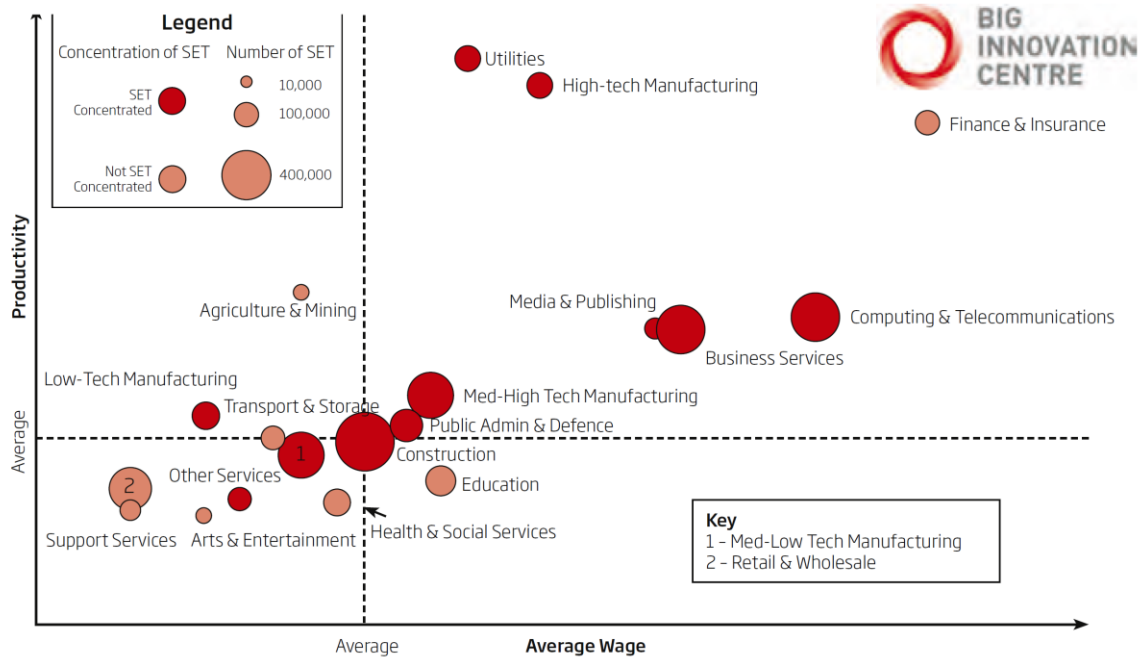 Legend
Concentration of SET
Number of SET
SET
Concentrated
10,000
100,000
Not SET
Concentrated
400,000
BIG
INNOVATION
CENTRE
Utilities
High-tech Manufacturing
Finance & Insurance
Productivity
Agriculture & Mining
Media & Publishing
Computing & Telecommunications
Business Services
Low-Tech Manufacturing
Med-High Tech Manufacturing
Transport & Storage
Public Admin & Defence
Average
1
Construction
Other Services
Education
2
Health & Social Services
Support Services
Arts & Entertainment
Key
1 – Med-Low Tech Manufacturing
2 – Retail & Wholesale
Average
Average Wage